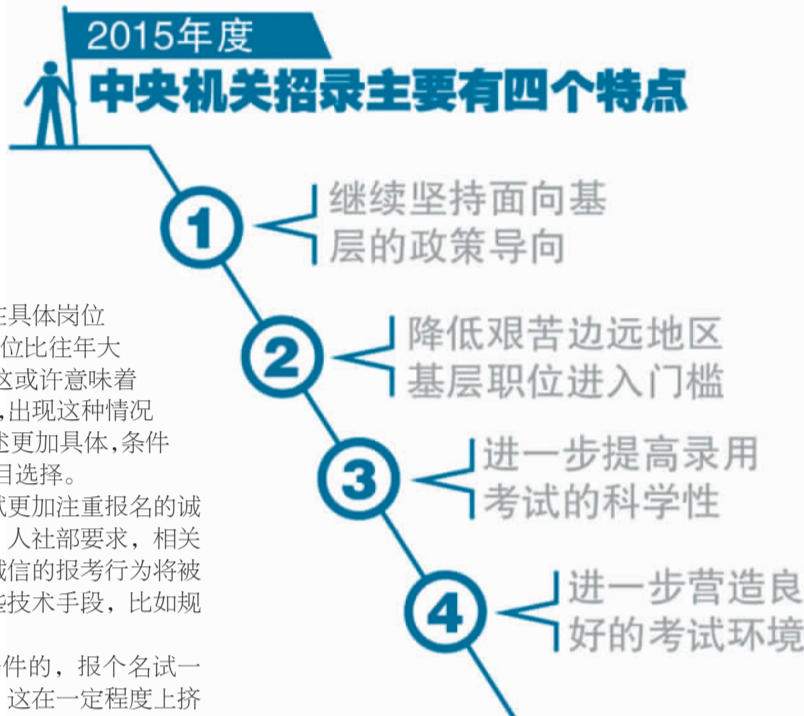 2015年度
中央机关招录主要有四个特点
1
继续坚持面向基
层的政策导向
2
降低艰苦边远地区
基层职位进入门槛
3
进一步提高录用
考试的科学性
4
进一步营造良
好的考试环境
具体岗位
位比往年大
这或许意味着
,出现这种情况
述更加具体,条件
目选择。
试更加注重报名的诚
人社部要求，相关
诚信的报考行为将被
些技术手段，比如规
件的，报个名试一
这在一定程度上挤